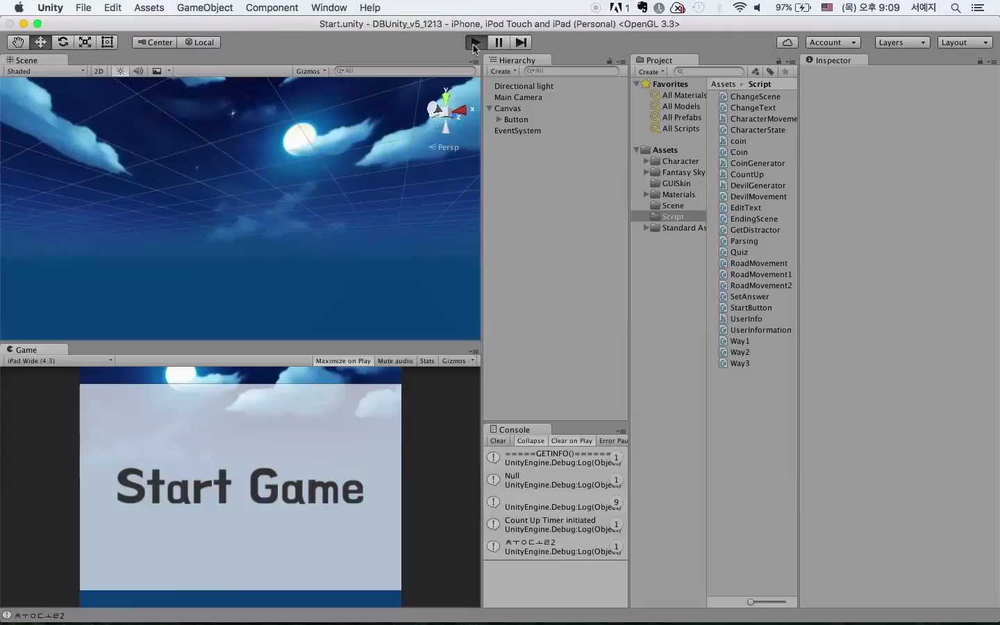 Unity File Edit Assets GameObject Component Window Help 1 97% (목) 오후 9:09 서예지
Start.unity - DBUnity_v5_1213 - iPhone, iPod Touch and iPad (Personal) <OpenGL 3.3>
Center Local Account Layers Layout
Scene
Shaded 2D Gizmos All
y x z
Persp
Game
iPad Wide (4:3) Maximize on Play Mute audio Stats Gizmos
Start Game
Hierarchy
Create All
Directional light
Main Camera
Canvas
Button
EventSystem
Console
Clear Collapse Clear on Play Error Pau
=====GETINFO()====== 1
UnityEngine.Debug:Log(Object)
Null 1
UnityEngine.Debug:Log(Object)
9
UnityEngine.Debug:Log(Object)
Count Up Timer initiated 1
UnityEngine.Debug:Log(Object)
ㅊㅜㅇㄷㅗㄹ2 1
UnityEngine.Debug:Log(Object)
Project
Create
Favorites
All Materials
All Models
All Prefabs
All Scripts
Assets
Character
Fantasy Sky
GUISkin
Materials
Scene
Script
Standard As
Assets Script
ChangeScene
ChangeText
CharacterMoveme
CharacterState
coin
Coin
CoinGenerator
CountUp
DevilGenerator
DevilMovement
EditText
EndingScene
GetDistractor
Parsing
Quiz
RoadMovement
RoadMovement1
RoadMovement2
SetAnswer
StartButton
UserInfo
UserInformation
Way1
Way2
Way3
Inspector
ㅊㅜㅇㄷㅗㄹ2